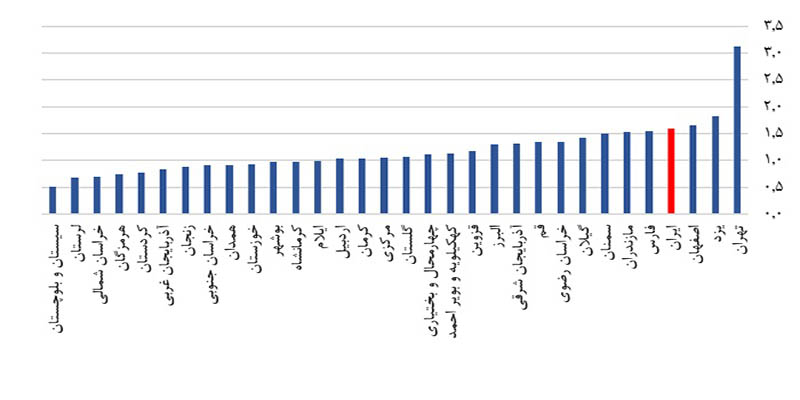 ۳.۵
۳.۰
۲.۵
۲.۰
۱.۵
۱.۰
۰.۵
۰.۰
تهران
یزد
اصفهان
ایران
فارس
مازندران
سمنان
گیلان
خراسان رضوی
قم
آذربایجان شرقی
البرز
قزوین
کهگیلویه و بویر احمد
چهارمحال و بختیاری
گلستان
مرکزی
کرمان
اردبیل
ایلام
کرمانشاه
بوشهر
خوزستان
همدان
خراسان جنوبی
زنجان
آذربایجان غربی
کردستان
هرمزگان
خراسان شمالی
لرستان
سیستان و بلوچستان